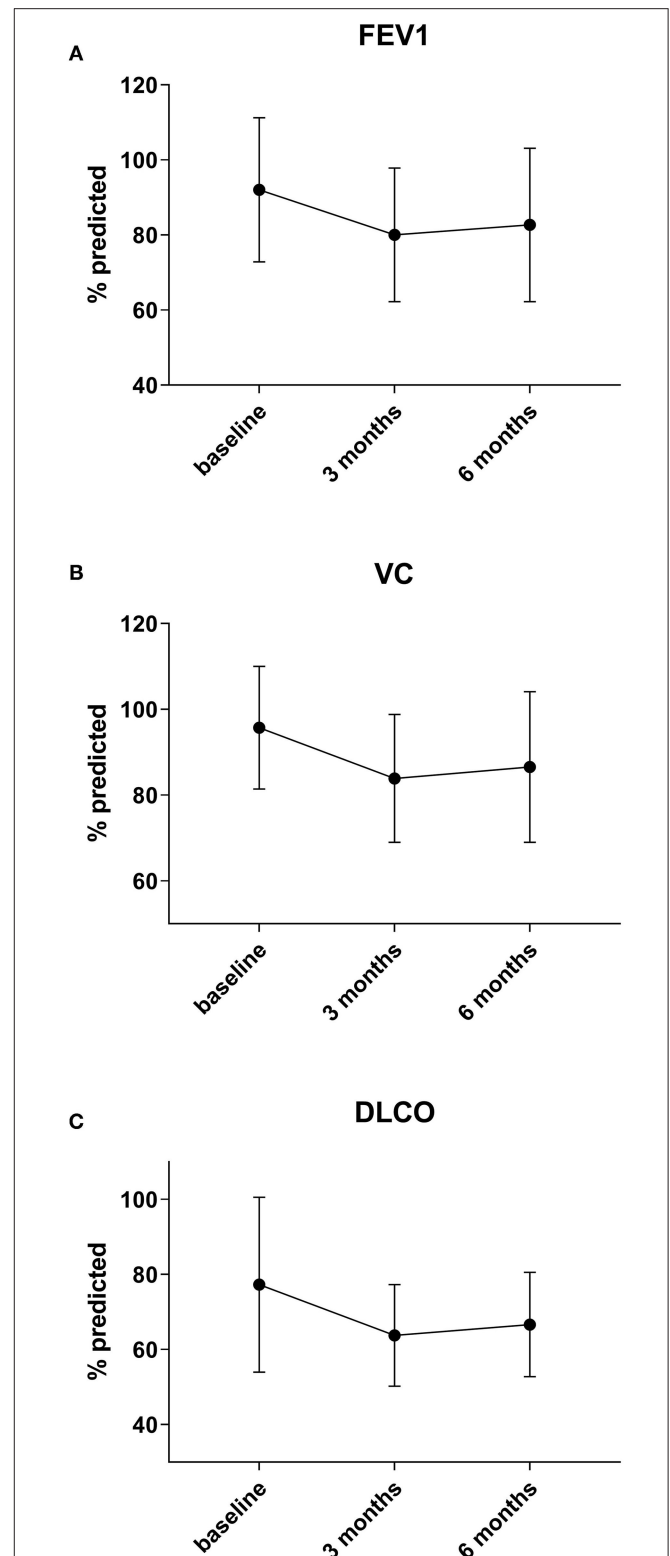 A
FEV1
120
100
80
60
40
% predicted
baseline
3 months
6 months
B
VC
120
100
80
60
% predicted
baseline
3 months
6 months
C
DLCO
100
80
60
40
% predicted
baseline
3 months
6 months